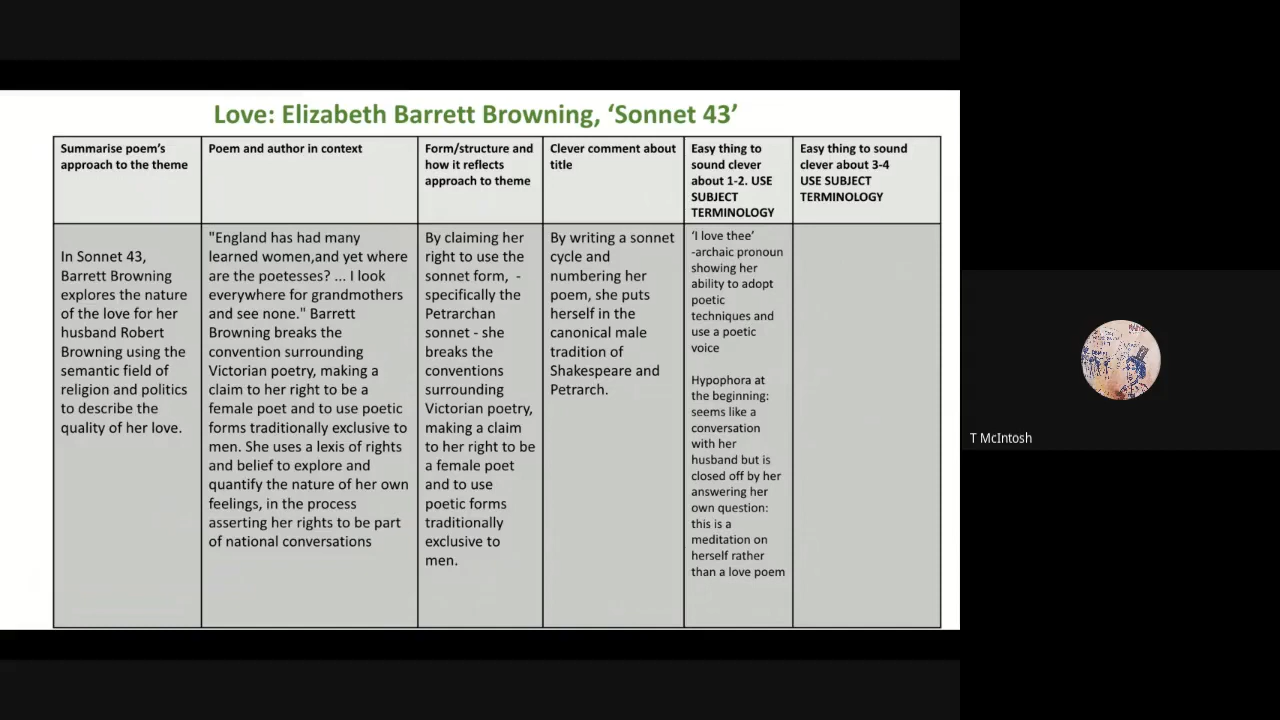 Love: Elizabeth Barrett Browning, ‘Sonnet 43’
Summarise poem’s
approach to the theme
Poem and author in context
Form/structure and
how it reflects
approach to theme
Clever comment about
title
Easy thing to
sound clever
about 1-2. USE
SUBJECT
TERMINOLOGY
Easy thing to sound
clever about 3-4
USE SUBJECT
TERMINOLOGY
In Sonnet 43,
Barrett Browning
explores the nature
of the love for her
husband Robert
Browning using the
semantic field of
religion and politics
to describe the
quality of her love.
"England has had many
learned women,and yet where
are the poetesses? ... I look
everywhere for grandmothers
and see none." Barrett
Browning breaks the
convention surrounding
Victorian poetry, making a
claim to her right to be a
female poet and to use poetic
forms traditionally exclusive to
men. She uses a lexis of rights
and belief to explore and
quantify the nature of her own
feelings, in the process
asserting her rights to be part
of national conversations
By claiming her
right to use the
sonnet form,  -
specifically the
Petrarchan
sonnet - she
breaks the
conventions
surrounding
Victorian poetry,
making a claim
to her right to be
a female poet
and to use
poetic forms
traditionally
exclusive to
men.
By writing a sonnet
cycle and
numbering her
poem, she puts
herself in the
canonical male
tradition of
Shakespeare and
Petrarch.
‘I love thee’
-archaic pronoun
showing her
ability to adopt
poetic
techniques and
use a poetic
voice
Hypophora at
the beginning:
seems like a
conversation
with her
husband but is
closed off by her
answering her
own question:
this is a
meditation on
herself rather
than a love poem
T McIntosh